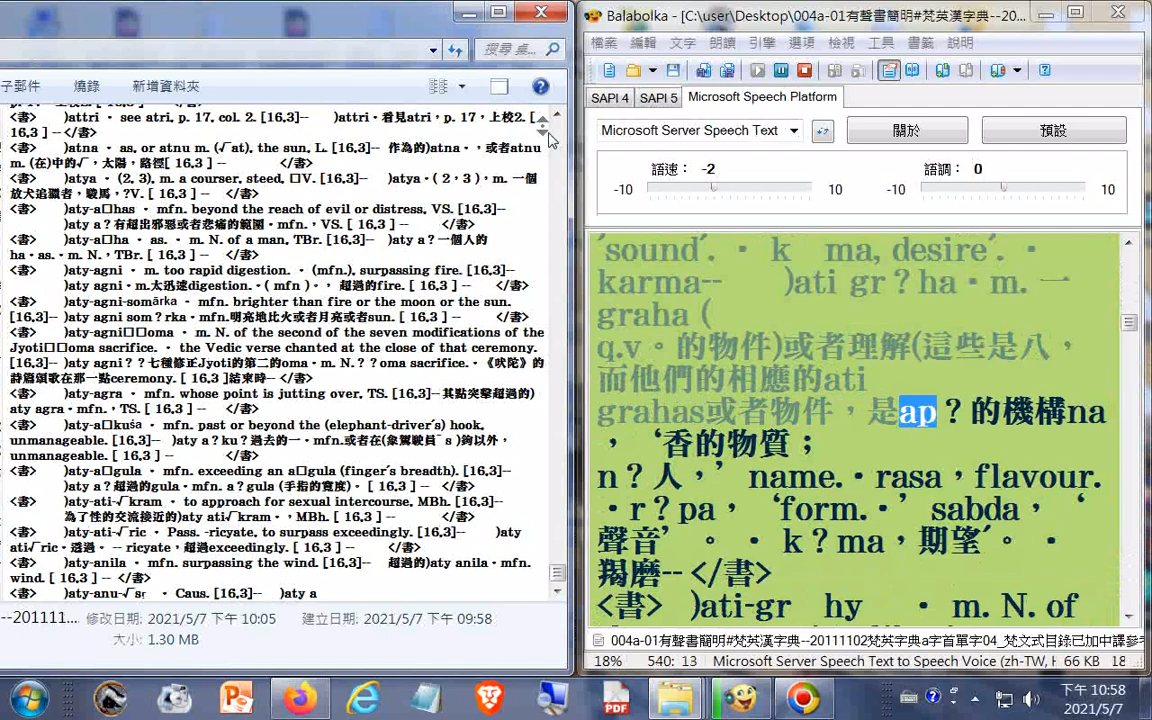 搜尋桌...
子郵件 燒錄 新增資料夾
<書> )attri · see atri, p. 17, col. 2. [16,3]-- )attri·看見atri,p. 17,上校2. [
16,3 ] --</書>
<書> )atna · as, or atnu m. (√at), the sun, L. [16,3]-- 作為的)atna·,或者atnu
m. (在)中的√,太陽,路徑[ 16,3 ] </書>
<書> )atya · (2, 3), m. a courser, steed, □V. [16,3]-- )atya·( 2,3 ),m. 一個
放犬追獵者,駿馬,?V. [ 16,3 ] </書>
<書> )aty-a□has · mfn. beyond the reach of evil or distress, VS. [16,3]--
)aty a?有超出邪惡或者悲痛的範圍·mfn.,VS. [ 16,3 ] </書>
<書> )aty-a□ha · as. · m. N. of a man, TBr. [16,3]-- )aty a?一個人的
ha·as.·m. N.,TBr. [ 16,3 ] </書>
<書> )aty-agni · m. too rapid digestion. · (mfn.), surpassing fire. [16,3]--
)aty agni·m.太迅速digestion.·( mfn ).,超過的fire. [ 16,3 ] </書>
<書> )aty-agni-somārka · mfn. brighter than fire or the moon or the sun.
[16,3]-- )aty agni som?rka·mfn.明亮地比火或者月亮或者sun. [ 16,3 ] </書>
<書> )aty-agni□□oma · m. N. of the second of the seven modifications of the
Jyoti□□oma sacrifice. · the Vedic verse chanted at the close of that ceremony.
[16,3]-- )aty agni??七種修正Jyoti的第二的oma·m. N.??oma sacrifice.·《吠陀》的
詩篇頌歌在那一點ceremony. [ 16,3 ]結束時--</書>
<書> )aty-agra · mfn. whose point is jutting over, TS. [16,3]-- 其點突擊超過的)
aty agra·mfn.,TS. [ 16,3 ] </書>
<書> )aty-a□kuśa · mfn. past or beyond the (elephant-driver's) hook,
unmanageable. [16,3]-- )aty a?ku?過去的一·mfn.或者在(象駕駛員ˉs )鉤以外,
unmanageable. [ 16,3 ] </書>
<書> )aty-a□gula · mfn. exceeding an a□gula (finger's breadth). [16,3]--
)aty a?超過的gula·mfn. a?gula (手指的寬度)。[ 16,3 ] </書>
<書> )aty-ati-√kram · to approach for sexual intercourse, MBh. [16,3]--
為了性的交流接近的)aty ati√kram·,MBh. [ 16,3 ] </書>
<書> )aty-ati-√ric · Pass. -ricyate, to surpass exceedingly. [16,3]-- )aty
ati√ric·透過。-- ricyate,超過exceedingly. [ 16,3 ] </書>
<書> )aty-anila · mfn. surpassing the wind. [16,3]-- 超過的)aty anila·mfn.
wind. [ 16,3 ] --</書>
<書> )aty-anu-√sṛ · Caus. [16,3]-- )aty a
--201111... 修改日期: 2021/5/7 下午 10:05 建立日期: 2021/5/7 下午 09:58
大小: 1.30 MB
Balabolka - [C:\user\Desktop\004a-01有聲書簡明#梵英漢字典--20...
檔案 編輯 文字 朗讀 引擎 選項 檢視 工具 書籤 說明
SAPI 4 SAPI 5 Microsoft Speech Platform
Microsoft Server Speech Text 關於 預設
語速: -2 語調: 0
-10 10 -10 10
'sound'. · k ma, desire'. ·
karma-- )ati gr?ha·m. 一
graha (
q.v。的物件)或者理解(這些是八,
而他們的相應的ati
grahas或者物件,是ap?的機構na
,‘香的物質;
n?人,’ name.·rasa,flavour.
·r?pa,‘form.·’sabda,‘
聲音’。·k?ma,期望ˊ。·
羯磨--</書>
<書> )ati-gr hy · m. N. of
004a-01有聲書簡明#梵英漢字典--20111102梵英字典a字首單字04_梵文式目錄已加中譯參考
18% 540: 13 Microsoft Server Speech Text to Speech Voice (zh-TW, H 66 KB 18
下午 10:58
2021/5/7